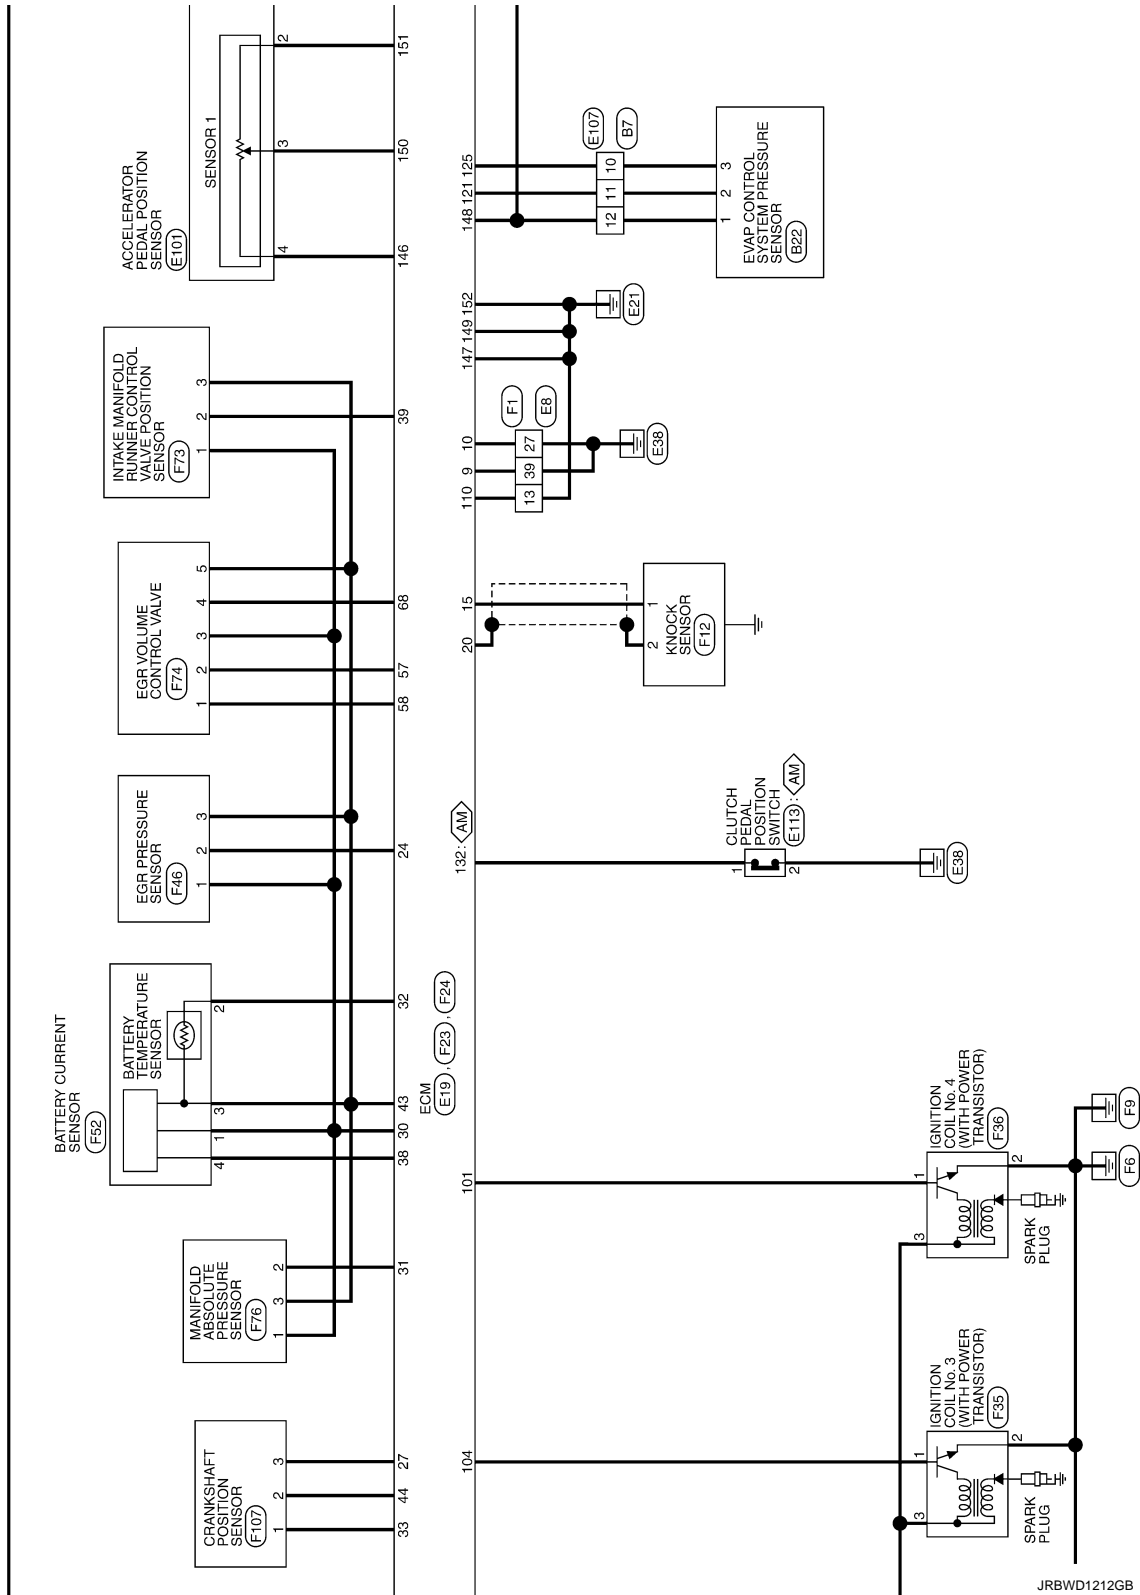 ACCELERATOR
PEDAL POSITION
SENSOR
E101
SENSOR 1
2
3
4
151
150
146
INTAKE MANIFOLD
RUNNER CONTROL
VALVE POSITION
SENSOR
F73
3
2
1
39
EGR VOLUME
CONTROL VALVE
F74
5
4
3
2
1
68
57
58
EGR PRESSURE
SENSOR
F46
3
2
1
24
BATTERY CURRENT
SENSOR
F52
BATTERY
TEMPERATURE
SENSOR
2
3
1
4
32
43
30
38
MANIFOLD
ABSOLUTE
PRESSURE
SENSOR
F76
2
3
1
31
CRANKSHAFT
POSITION
SENSOR
F107
3
2
1
27
44
33
ECM
E19 , F23 , F24
125
121
148
E107
B7
10
11
12
3
2
1
EVAP CONTROL
SYSTEM PRESSURE
SENSOR
B22
152
149
147
E21
F1
E8
10
9
110
27
39
13
E38
15
20
1
2
KNOCK
SENSOR
F12
132: AM
CLUTCH
PEDAL
POSITION
SWITCH
E113 : AM
1
2
E38
101
IGNITION
COIL No. 4
(WITH POWER
TRANSISTOR)
F36
1
2
3
SPARK
PLUG
F9
F6
104
IGNITION
COIL No. 3
(WITH POWER
TRANSISTOR)
F35
1
2
3
SPARK
PLUG
JRBWD1212GB